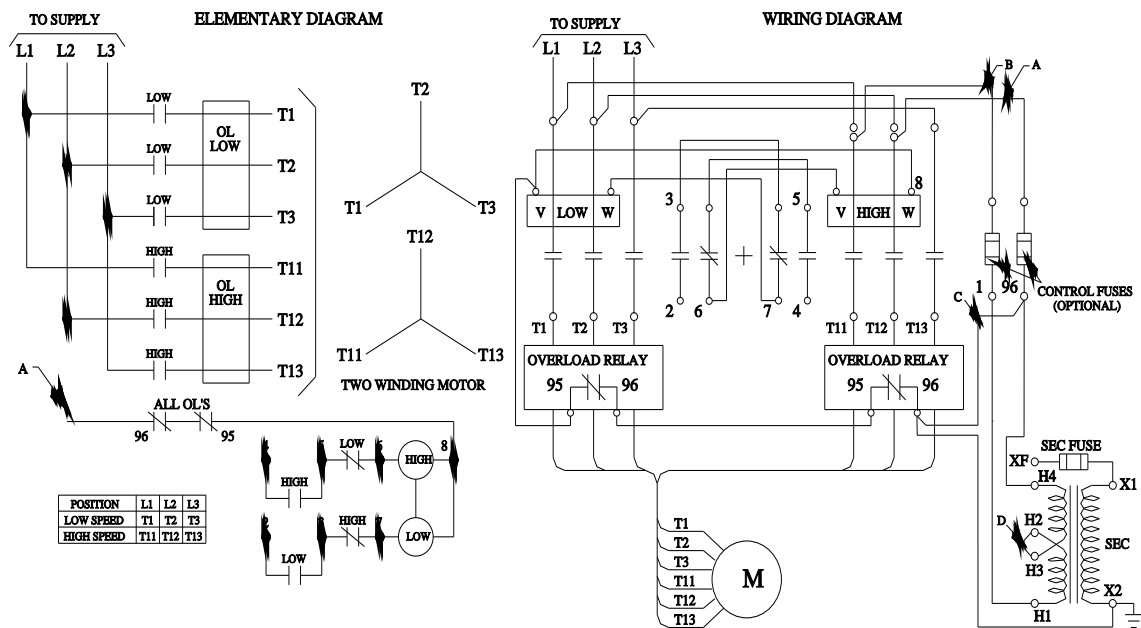 ELEMENTARY DIAGRAM
WIRING DIAGRAM
TO SUPPLY
L1 L2 L3
LOW
OL
LOW
T1
LOW
T2
LOW
T3
HIGH
T11
OL
HIGH
HIGH
T12
HIGH
T13
T2
T1 T3
T12
T11 T13
TWO WINDING MOTOR
A
ALL OL'S
96 95
LOW
8
HIGH
HIGH
HIGH
LOW
LOW
POSITION L1 L2 L3
LOW SPEED T1 T2 T3
HIGH SPEED T11 T12 T13
TO SUPPLY
L1 L2 L3
B A
V LOW W
3 5
8
V HIGH W
2 6 7 4
1 96
C
CONTROL FUSES
(OPTIONAL)
T1 T2 T3
T11 T12 T13
OVERLOAD RELAY
95 96
OVERLOAD RELAY
95 96
SEC FUSE
XF
H4 X1
H2
D
SEC
H3
X2
H1
T1
T2
T3
T11
T12
T13
M